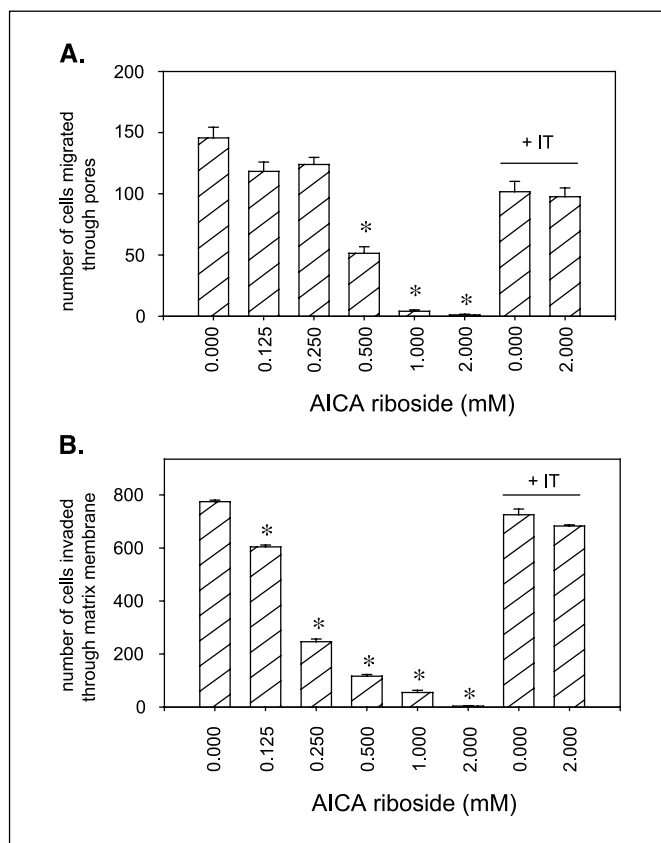 A.
200
150
100
50
0
number of cells migrated
through pores
+ IT
* * *
0.000 0.125 0.250 0.500 1.000 2.000 0.000 2.000
AICA riboside (mM)
B.
800
600
400
200
0
number of cells invaded
through matrix membrane
+ IT
* * * * *
0.000 0.125 0.250 0.500 1.000 2.000 0.000 2.000
AICA riboside (mM)